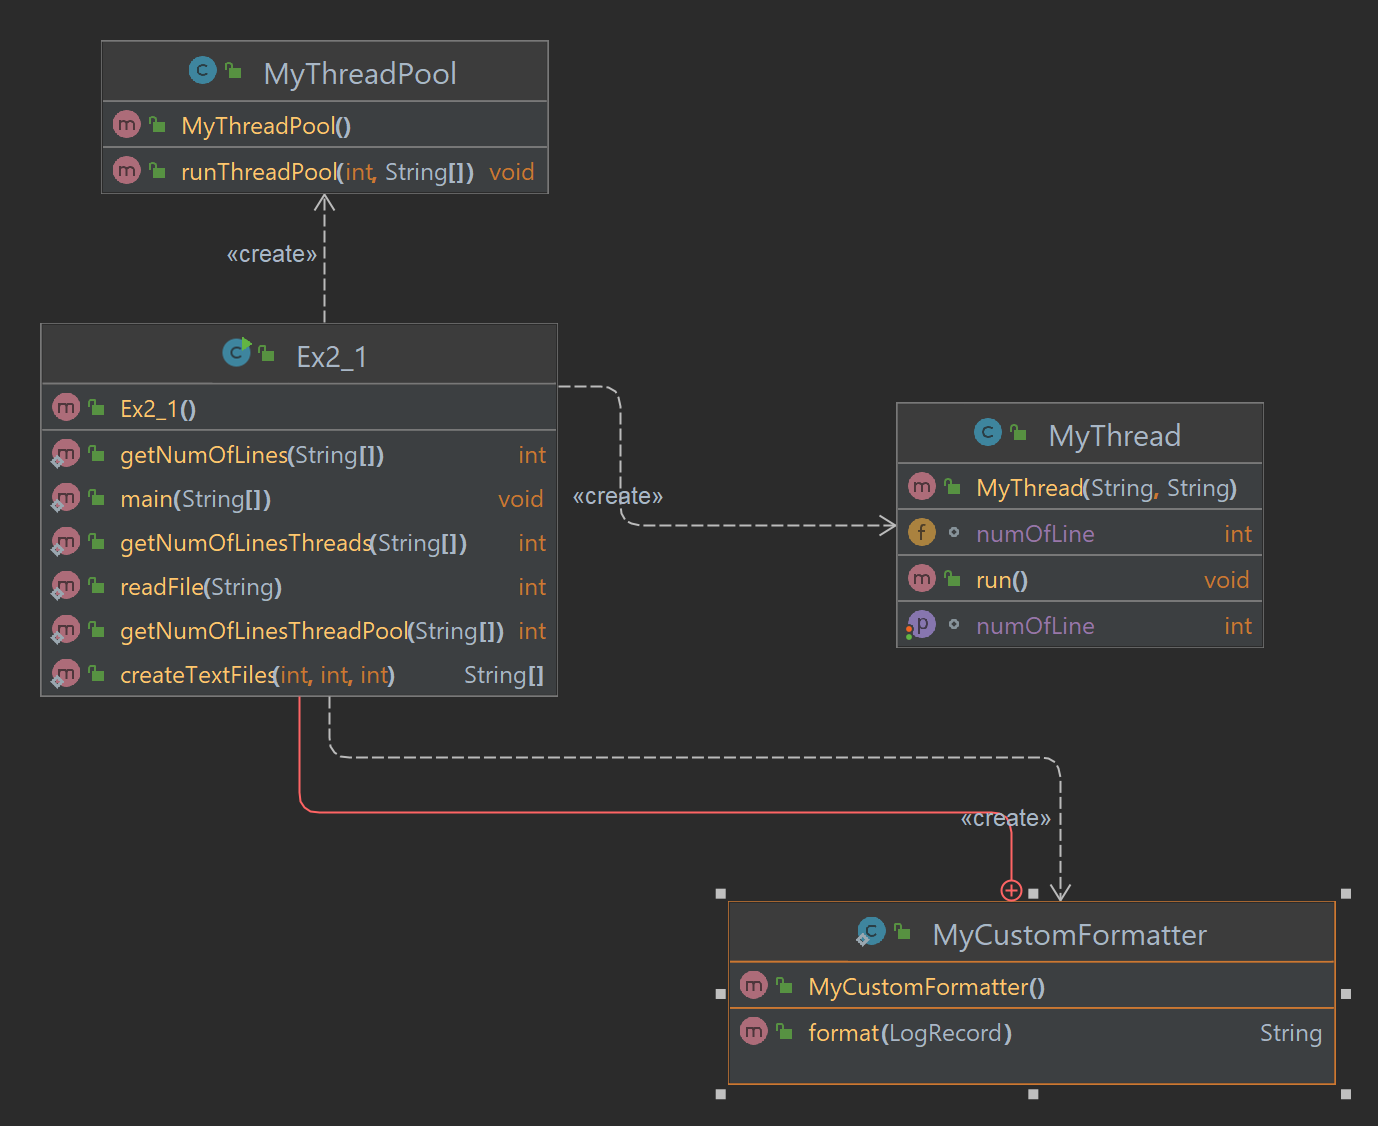 MyThreadPool
MyThreadPool()
runThreadPool(int, String[]) void
«create»
Ex2_1
Ex2_1()
getNumOfLines(String[]) int
main(String[]) void
getNumOfLinesThreads(String[]) int
readFile(String) int
getNumOfLinesThreadPool(String[]) int
createTextFiles(int, int, int) String[]
«create»
MyThread
MyThread(String, String)
numOfLine int
run() void
numOfLine int
«create»
MyCustomFormatter
MyCustomFormatter()
format(LogRecord) String